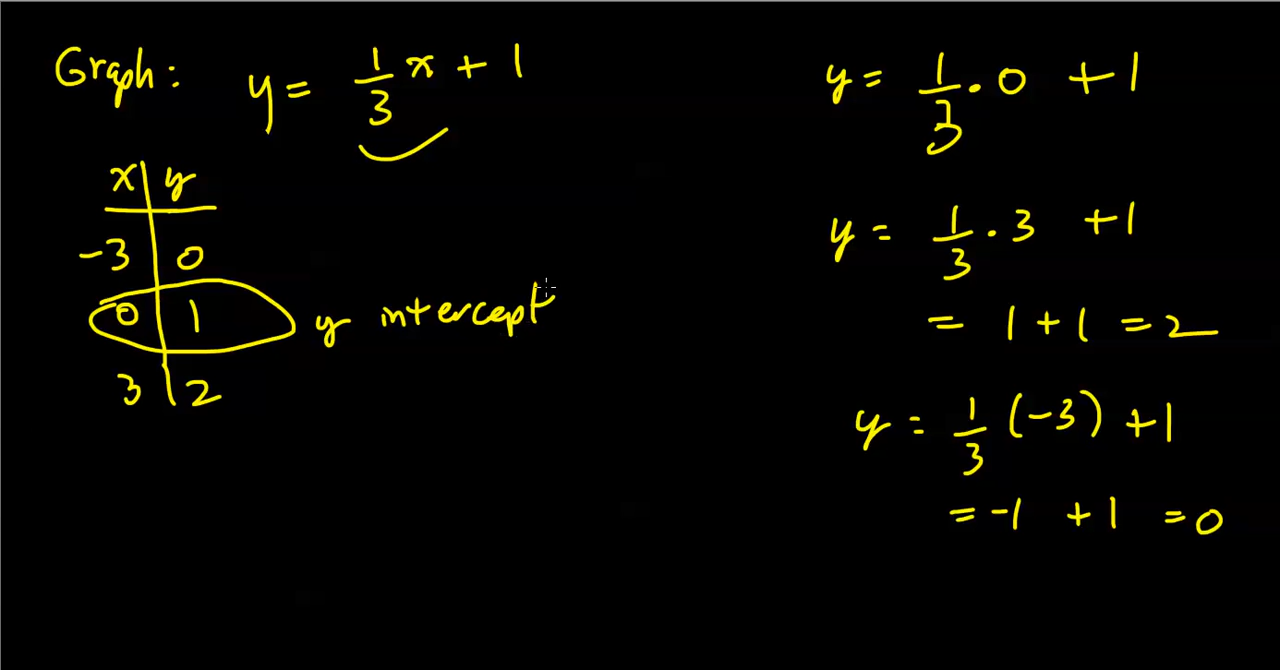 Graph: y = 1/3 x + 1
x y
-3 0
0 1 y intercept
3 2
y = 1/3 · 0 + 1
y = 1/3 · 3 + 1
= 1 + 1 = 2
y = 1/3 (-3) + 1
= -1 + 1 = 0